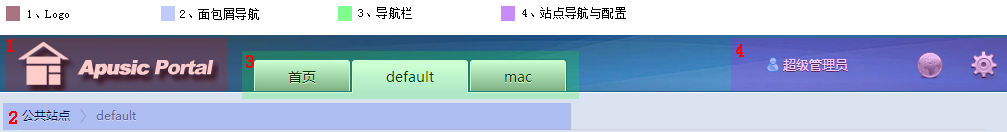 1、Logo 2、面包屑导航 3、导航栏 4、站点导航与配置
1 Apusic Portal 3 首页 default mac 4 超级管理员
2 公共站点 default